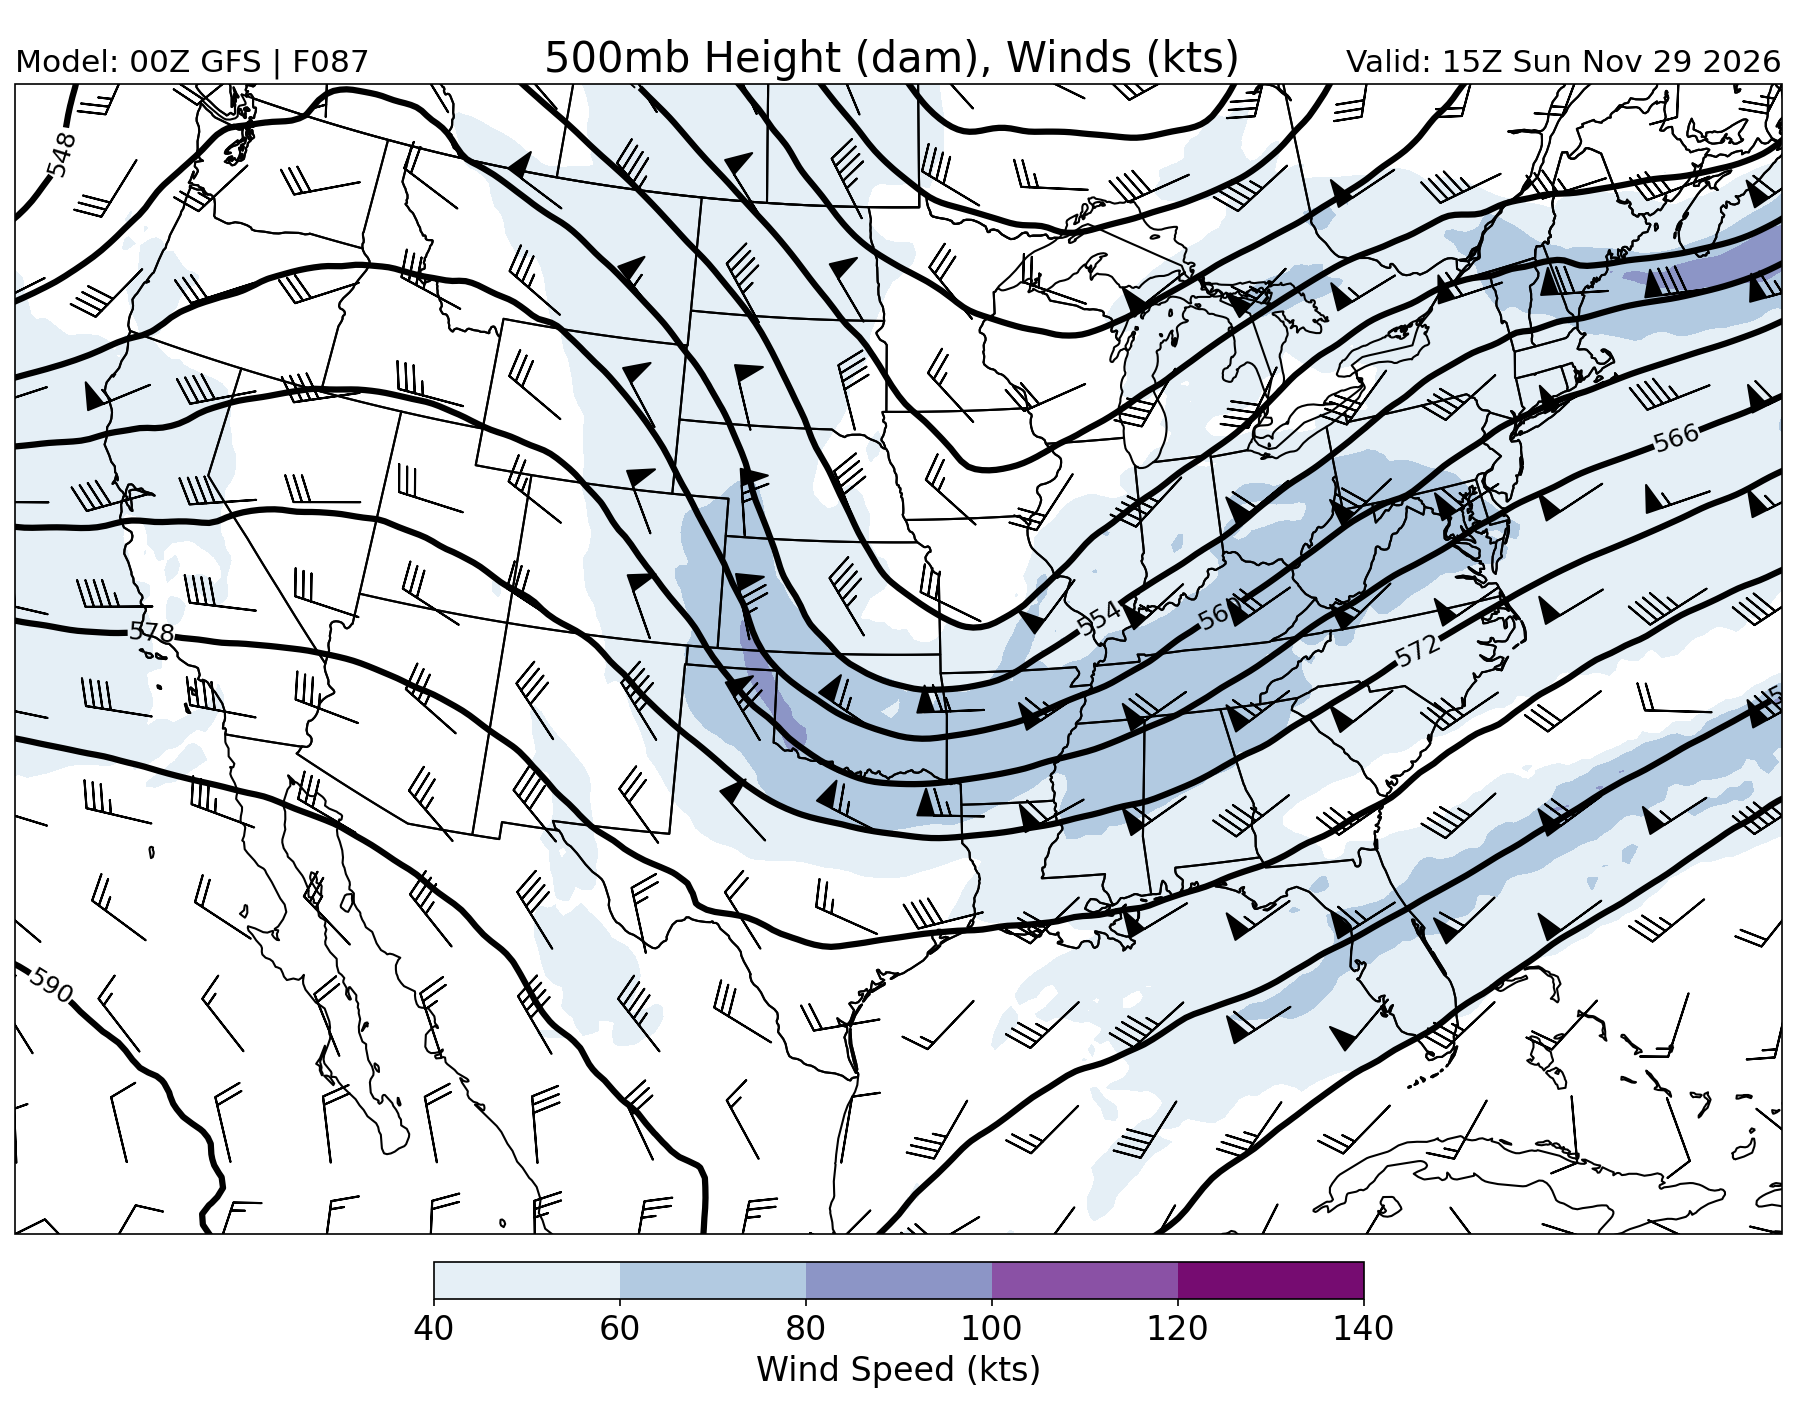 Model: 00Z GFS | F087
500mb Height (dam), Winds (kts)
Valid: 15Z Sun Nov 29 2026
548
566
554
560
572
578
590
40 60 80 100 120 140
Wind Speed (kts)